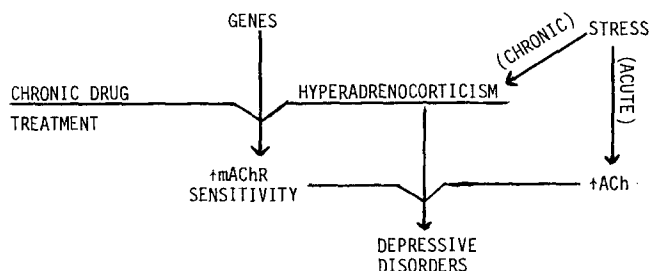 GENES
STRESS
(CHRONIC)
(ACUTE)
CHRONIC DRUG
TREATMENT
HYPERADRENOCORTICISM
↑mAChR
SENSITIVITY
↑ACh
DEPRESSIVE
DISORDERS